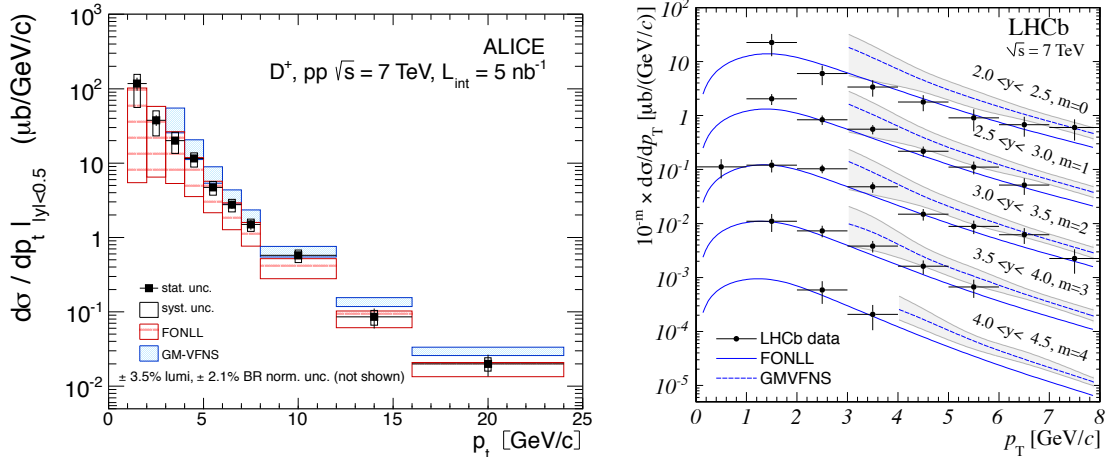 ALICE
D⁺, pp √s = 7 TeV, L_int = 5 nb⁻¹
dσ / dp_t |_|y|<0.5 (μb/GeV/c)
10³
10²
10
1
10⁻¹
10⁻²
stat. unc.
syst. unc.
FONLL
GM-VFNS
± 3.5% lumi, ± 2.1% BR norm. unc. (not shown)
0 5 10 15 20 25
p_t [GeV/c]
LHCb
√s = 7 TeV
10⁻ᵐ × dσ/dp_T [μb/(GeV/c)]
10²
10
1
10⁻¹
10⁻²
10⁻³
10⁻⁴
10⁻⁵
2.0 <y< 2.5, m=0
2.5 <y< 3.0, m=1
3.0 <y< 3.5, m=2
3.5 <y< 4.0, m=3
4.0 <y< 4.5, m=4
LHCb data
FONLL
GMVFNS
0 1 2 3 4 5 6 7 8
p_T [GeV/c]